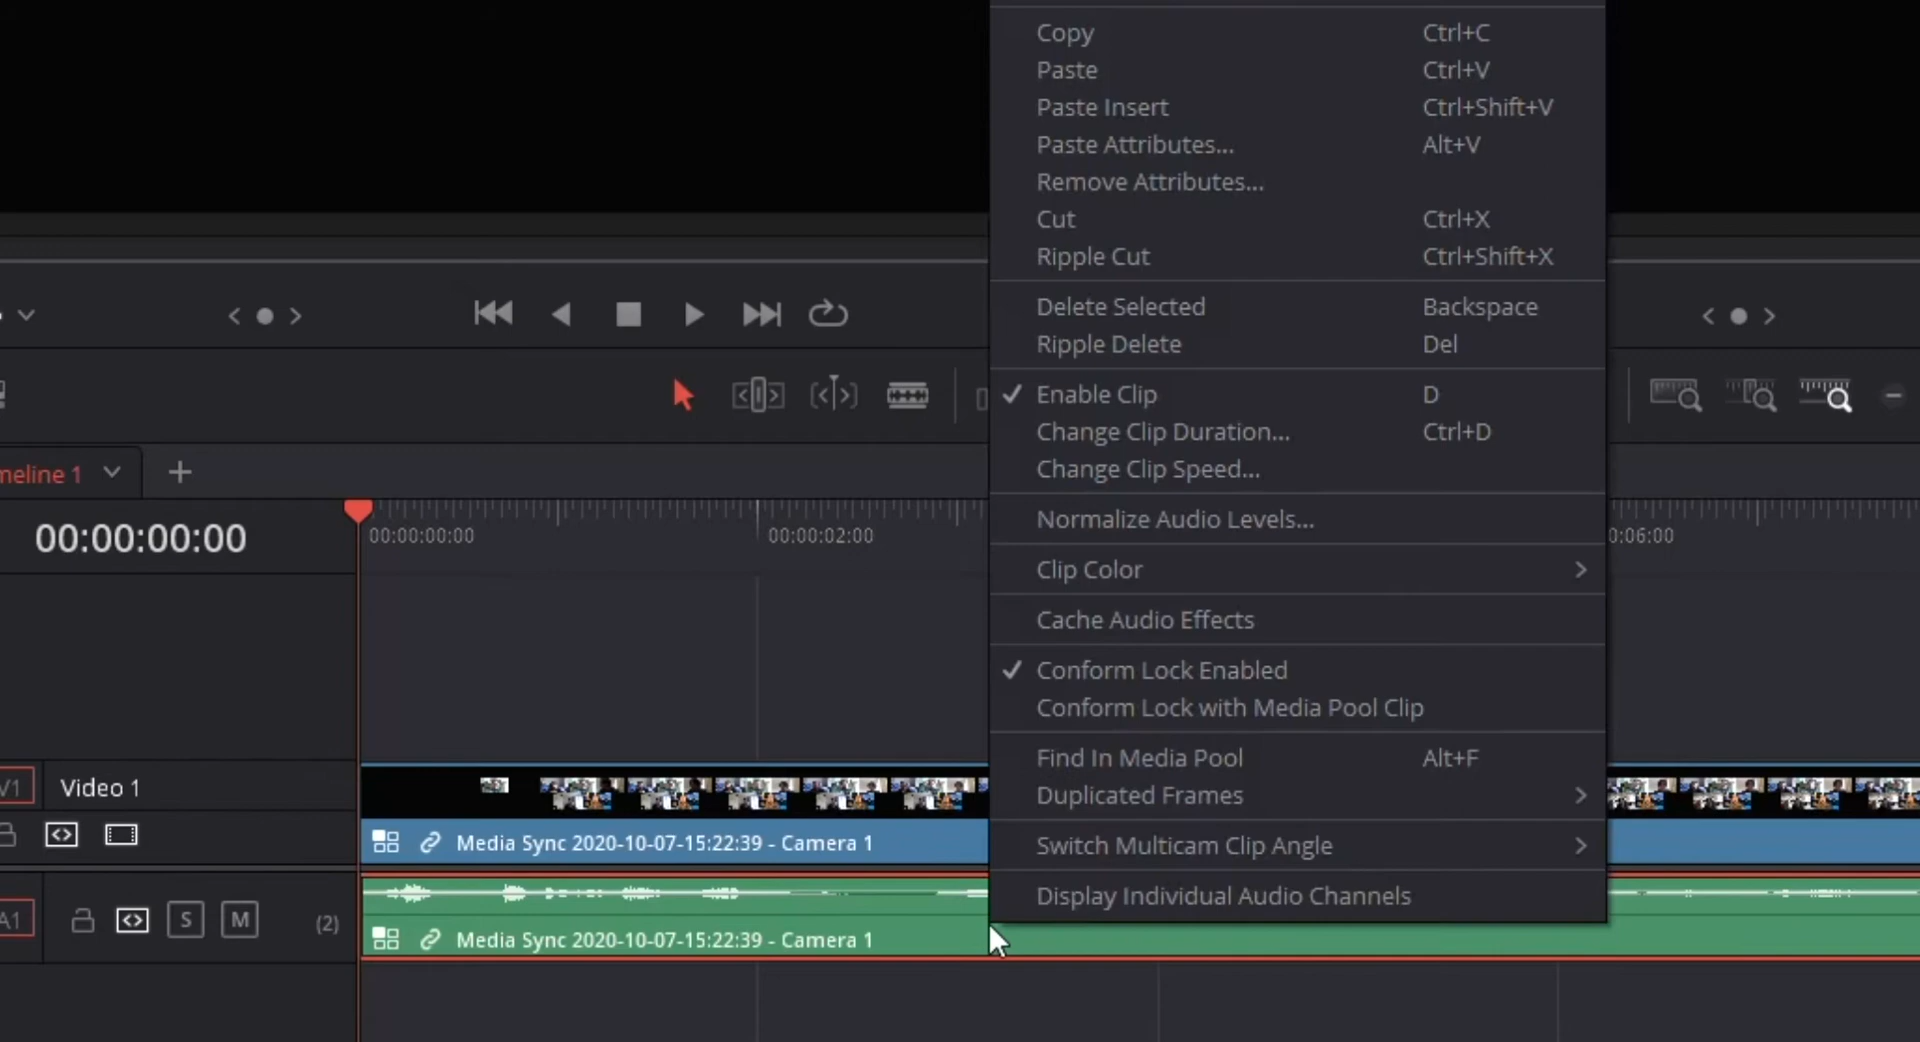 Copy Ctrl+C
Paste Ctrl+V
Paste Insert Ctrl+Shift+V
Paste Attributes... Alt+V
Remove Attributes...
Cut Ctrl+X
Ripple Cut Ctrl+Shift+X
Delete Selected Backspace
Ripple Delete Del
Enable Clip D
Change Clip Duration... Ctrl+D
Change Clip Speed...
Normalize Audio Levels...
Clip Color
Cache Audio Effects
Conform Lock Enabled
Conform Lock with Media Pool Clip
Find In Media Pool Alt+F
Duplicated Frames
Switch Multicam Clip Angle
Display Individual Audio Channels
meline 1
00:00:00:00
00:00:00:00 00:00:02:00 0:06:00
V1 Video 1
Media Sync 2020-10-07-15:22:39 - Camera 1
A1 S M (2)
Media Sync 2020-10-07-15:22:39 - Camera 1